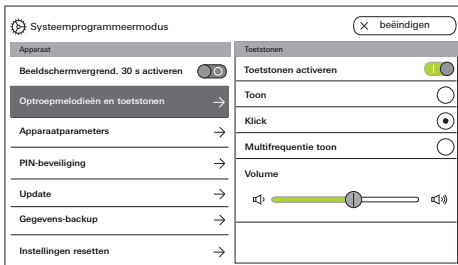 Systeemprogrammeermodus
beëindigen
Apparaat
Beeldschermvergrend. 30 s activeren
Optroepmelodieën en toetstonen
Apparaatparameters
PIN-beveiliging
Update
Gegevens-backup
Instellingen resetten
Toetstonen
Toetstonen activeren
Toon
Klick
Multifrequentie toon
Volume